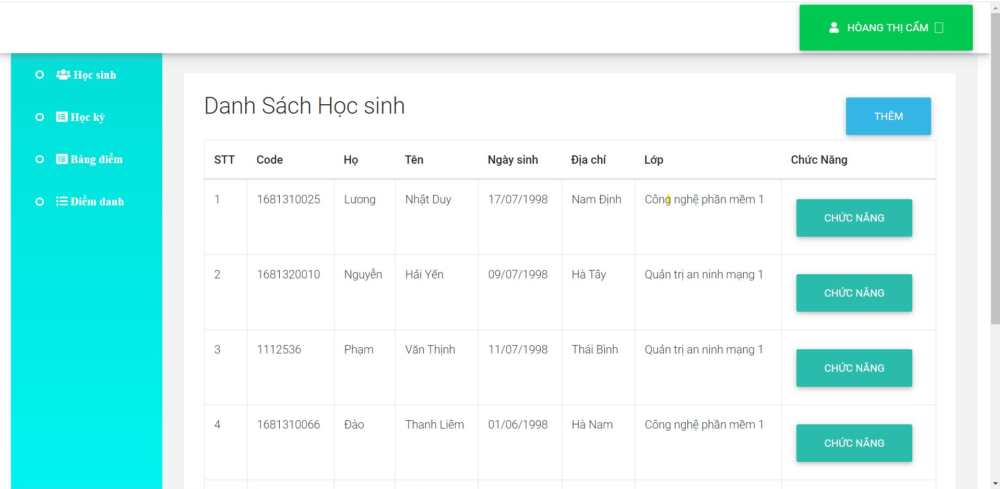 HÒANG THỊ CẨM
Học sinh
Học kỳ
Bảng điểm
Điểm danh
Danh Sách Học sinh
THÊM
STT Code Họ Tên Ngày sinh Địa chỉ Lớp Chức Năng
1 1681310025 Lương Nhật Duy 17/07/1998 Nam Định Công nghệ phần mềm 1 CHỨC NĂNG
2 1681320010 Nguyễn Hải Yến 09/07/1998 Hà Tây Quản trị an ninh mạng 1 CHỨC NĂNG
3 1112536 Phạm Văn Thịnh 11/07/1998 Thái Bình Quản trị an ninh mạng 1 CHỨC NĂNG
4 1681310066 Đào Thanh Liêm 01/06/1998 Hà Nam Công nghệ phần mềm 1 CHỨC NĂNG